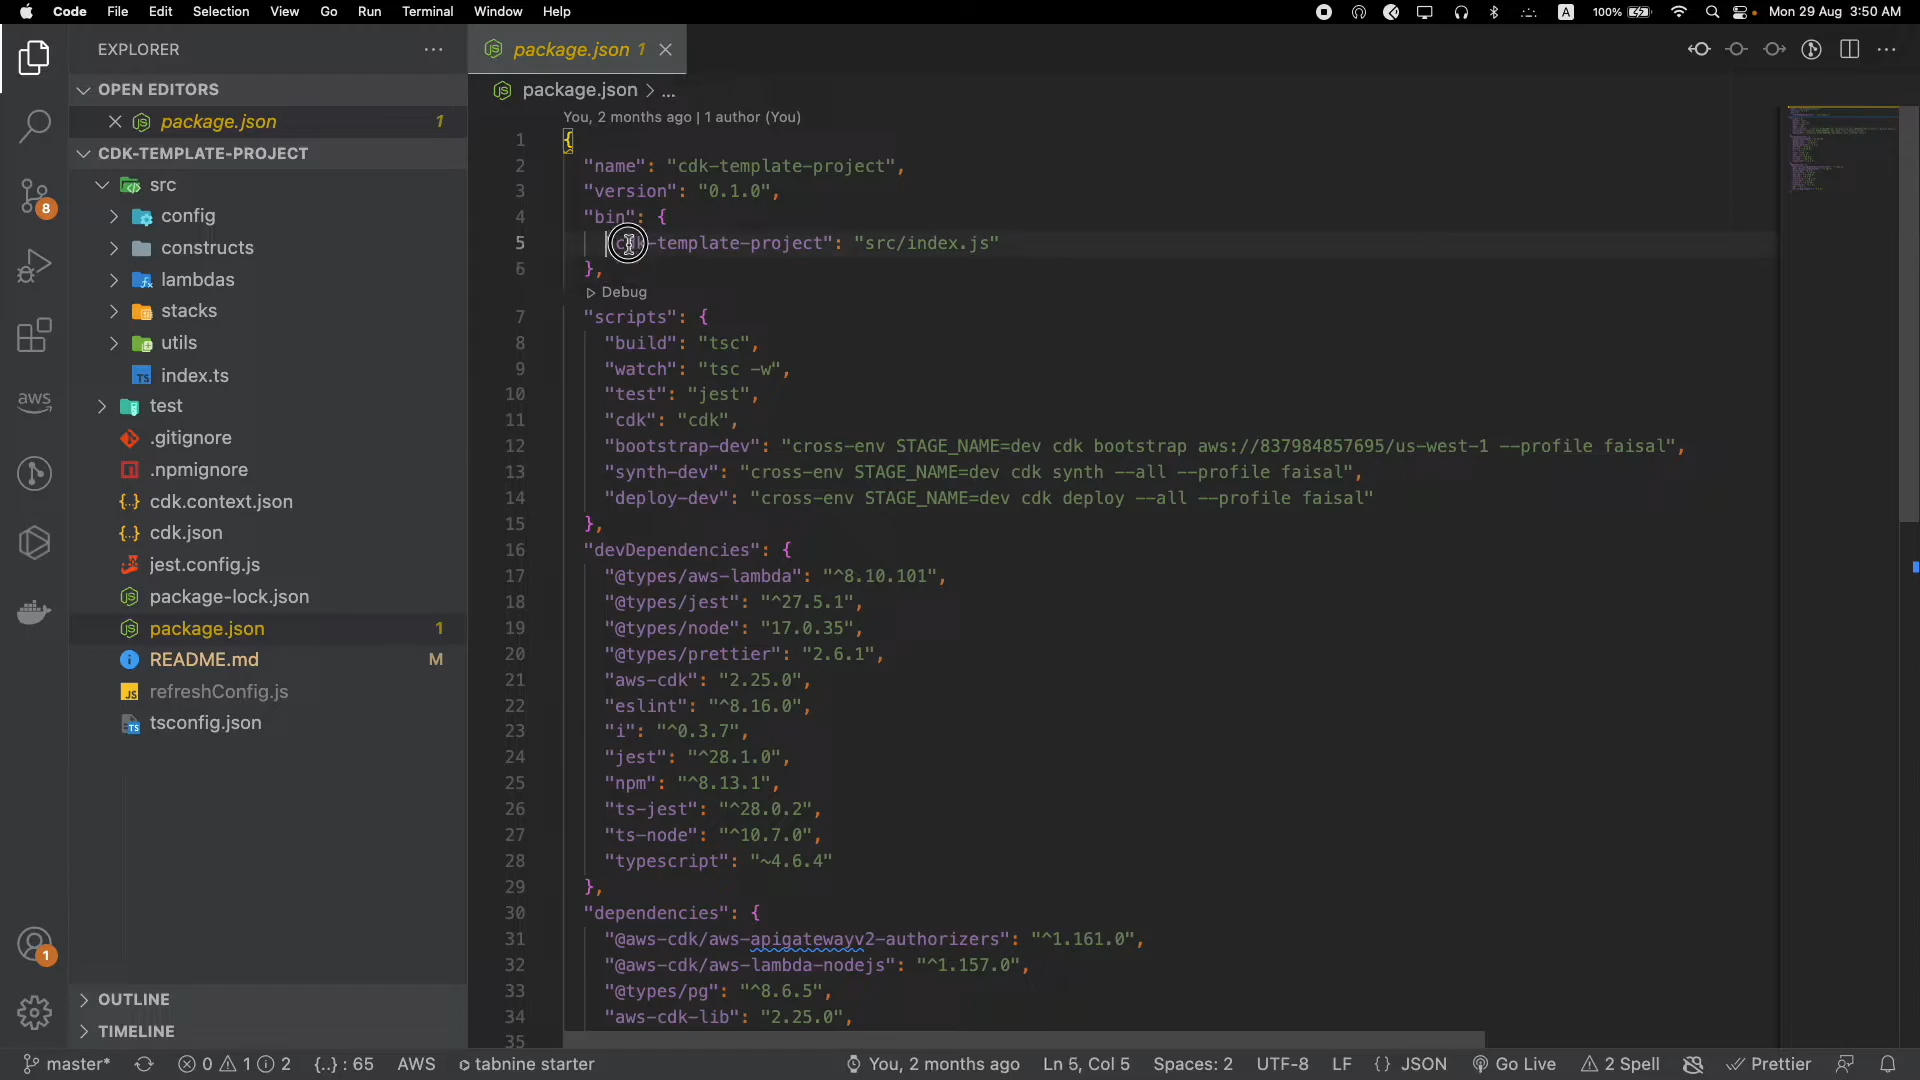 Code File Edit Selection View Go Run Terminal Window Help
A 100% Mon 29 Aug 3:50 AM
EXPLORER
OPEN EDITORS
package.json 1
CDK-TEMPLATE-PROJECT
src
config
constructs
lambdas
stacks
utils
TS index.ts
test
.gitignore
.npmignore
cdk.context.json
cdk.json
jest.config.js
package-lock.json
package.json 1
README.md M
JS refreshConfig.js
TS tsconfig.json
OUTLINE
TIMELINE
8
aws
1
package.json 1
package.json > ...
You, 2 months ago | 1 author (You)
1 {
2 "name": "cdk-template-project",
3 "version": "0.1.0",
4 "bin": {
5 "cdk-template-project": "src/index.js"
6 },
Debug
7 "scripts": {
8 "build": "tsc",
9 "watch": "tsc -w",
10 "test": "jest",
11 "cdk": "cdk",
12 "bootstrap-dev": "cross-env STAGE_NAME=dev cdk bootstrap aws://837984857695/us-west-1 --profile faisal",
13 "synth-dev": "cross-env STAGE_NAME=dev cdk synth --all --profile faisal",
14 "deploy-dev": "cross-env STAGE_NAME=dev cdk deploy --all --profile faisal"
15 },
16 "devDependencies": {
17 "@types/aws-lambda": "^8.10.101",
18 "@types/jest": "^27.5.1",
19 "@types/node": "17.0.35",
20 "@types/prettier": "2.6.1",
21 "aws-cdk": "2.25.0",
22 "eslint": "^8.16.0",
23 "i": "^0.3.7",
24 "jest": "^28.1.0",
25 "npm": "^8.13.1",
26 "ts-jest": "^28.0.2",
27 "ts-node": "^10.7.0",
28 "typescript": "~4.6.4"
29 },
30 "dependencies": {
31 "@aws-cdk/aws-apigatewayv2-authorizers": "^1.161.0",
32 "@aws-cdk/aws-lambda-nodejs": "^1.157.0",
33 "@types/pg": "^8.6.5",
34 "aws-cdk-lib": "2.25.0",
35
master* 0 1 2 {..} : 65 AWS tabnine starter You, 2 months ago Ln 5, Col 5 Spaces: 2 UTF-8 LF {} JSON Go Live 2 Spell Prettier